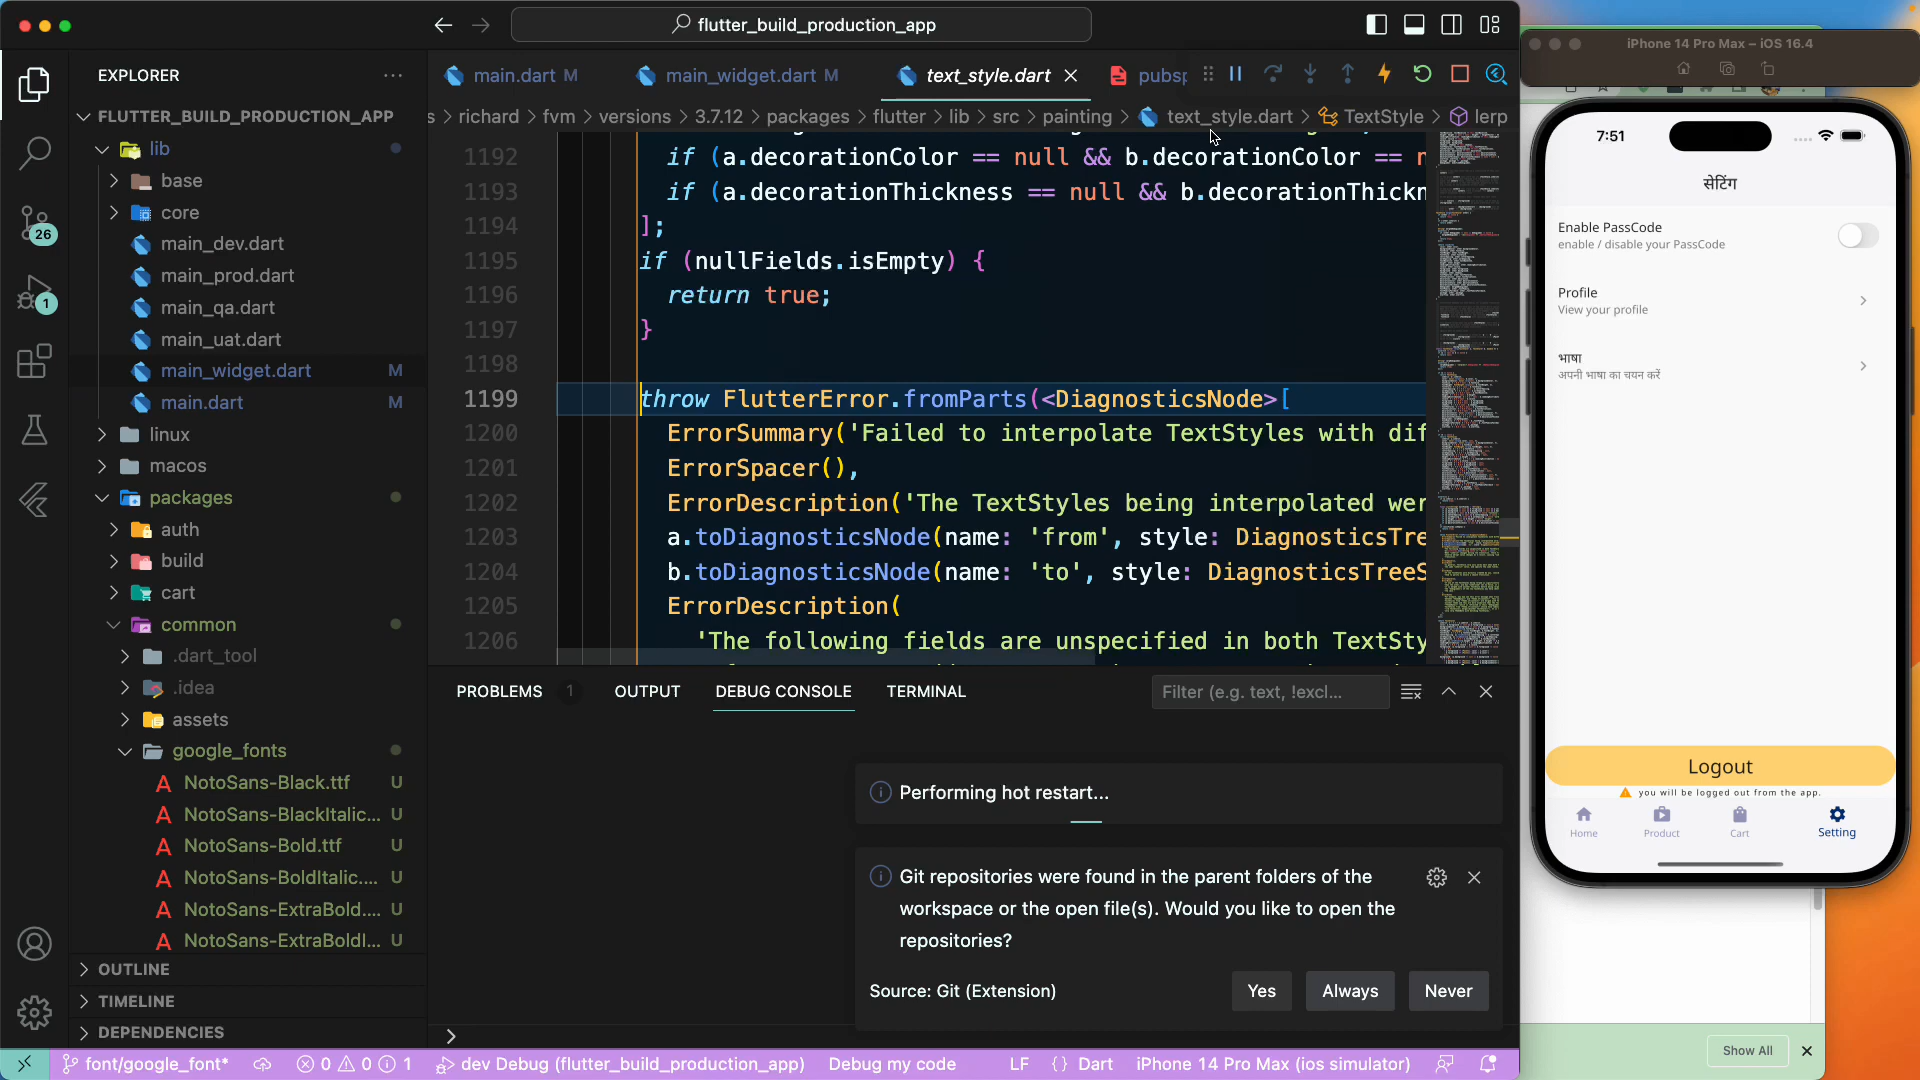 flutter_build_production_app
EXPLORER
main.dart M
main_widget.dart M
text_style.dart
pubsp
FLUTTER_BUILD_PRODUCTION_APP
s > richard > fvm > versions > 3.7.12 > packages > flutter > lib > src > painting > text_style.dart > TextStyle > lerp
lib
base
core
main_dev.dart
main_prod.dart
main_qa.dart
main_uat.dart
main_widget.dart M
main.dart M
linux
macos
packages
auth
build
cart
common
.dart_tool
.idea
assets
google_fonts
NotoSans-Black.ttf U
NotoSans-BlackItalic... U
NotoSans-Bold.ttf U
NotoSans-BoldItalic.... U
NotoSans-ExtraBold.... U
NotoSans-ExtraBoldI... U
OUTLINE
TIMELINE
DEPENDENCIES
26
1
1192 if (a.decorationColor == null && b.decorationColor == n
1193 if (a.decorationThickness == null && b.decorationThickn
1194 ];
1195 if (nullFields.isEmpty) {
1196 return true;
1197 }
1198
1199 throw FlutterError.fromParts(<DiagnosticsNode>[
1200 ErrorSummary('Failed to interpolate TextStyles with dif
1201 ErrorSpacer(),
1202 ErrorDescription('The TextStyles being interpolated wer
1203 a.toDiagnosticsNode(name: 'from', style: DiagnosticsTre
1204 b.toDiagnosticsNode(name: 'to', style: DiagnosticsTreeS
1205 ErrorDescription(
1206 'The following fields are unspecified in both TextSty
PROBLEMS 1 OUTPUT DEBUG CONSOLE TERMINAL
Filter (e.g. text, !excl...
Performing hot restart...
Git repositories were found in the parent folders of the
workspace or the open file(s). Would you like to open the
repositories?
Source: Git (Extension)
Yes
Always
Never
font/google_font* 0 0 1 dev Debug (flutter_build_production_app) Debug my code LF {} Dart iPhone 14 Pro Max (ios simulator)
iPhone 14 Pro Max – iOS 16.4
7:51
सेटिंग
Enable PassCode
enable / disable your PassCode
Profile
View your profile
भाषा
अपनी भाषा का चयन करें
Logout
you will be logged out from the app.
Home
Product
Cart
Setting
Show All